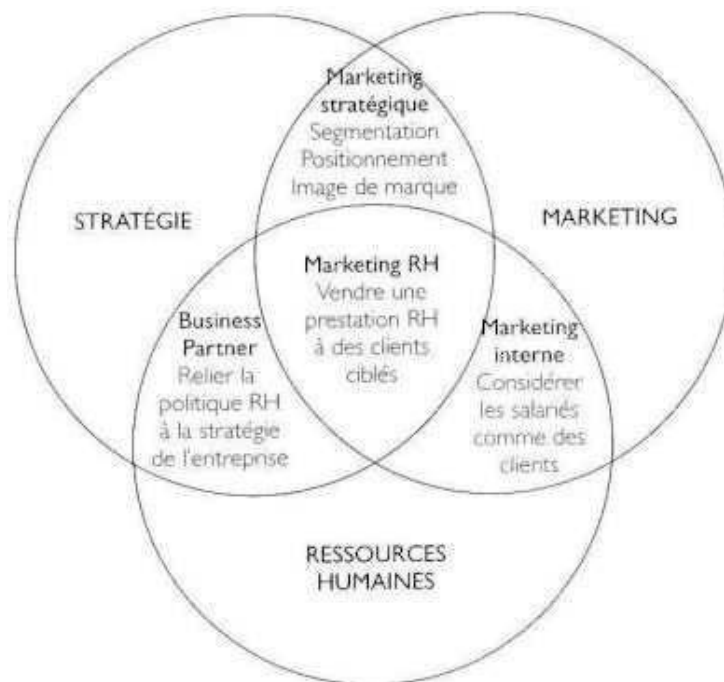 Marketing
stratégique
Segmentation
Positionnement
Image de marque
STRATÉGIE
MARKETING
Marketing RH
Vendre une
prestation RH
à des clients
ciblés
Business
Partner
Relier la
politique RH
à la stratégie
de l'entreprise
Marketing
interne
Considérer
les salariés
comme des
clients
RESSOURCES
HUMAINES